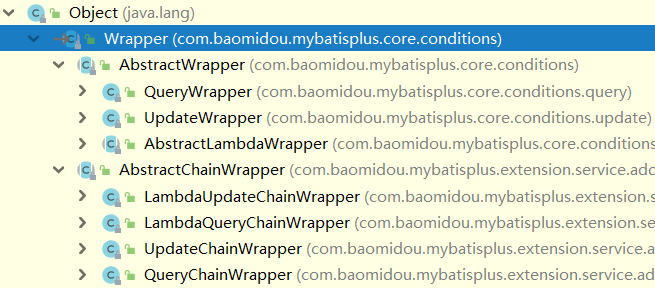 Object (java.lang)
Wrapper (com.baomidou.mybatisplus.core.conditions)
AbstractWrapper (com.baomidou.mybatisplus.core.conditions)
QueryWrapper (com.baomidou.mybatisplus.core.conditions.query)
UpdateWrapper (com.baomidou.mybatisplus.core.conditions.update)
AbstractLambdaWrapper (com.baomidou.mybatisplus.core.conditions
AbstractChainWrapper (com.baomidou.mybatisplus.extension.service.add
LambdaUpdateChainWrapper (com.baomidou.mybatisplus.extension.s
LambdaQueryChainWrapper (com.baomidou.mybatisplus.extension.se
UpdateChainWrapper (com.baomidou.mybatisplus.extension.service.a
QueryChainWrapper (com.baomidou.mybatisplus.extension.service.ad